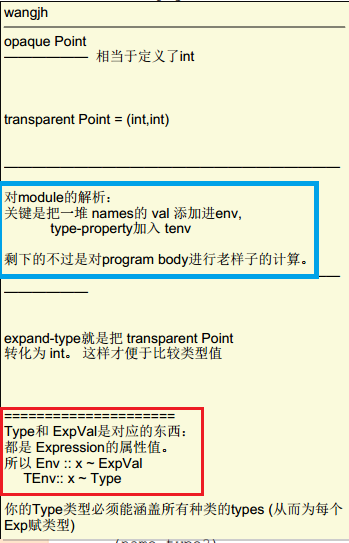 wangjh
opaque Point
——————— 相当于定义了int
transparent Point = (int,int)
————————————————————————————
对module的解析：
关键是把一堆 names的 val 添加进env,
type-property加入 tenv
剩下的不过是对program body进行老样子的计算。
———————
expand-type就是把 transparent Point
转化为 int。 这样才便于比较类型值
=====================
Type和 ExpVal是对应的东西：
都是 Expression的属性值。
所以 Env :: x ~ ExpVal
TEnv:: x ~ Type
你的Type类型必须能涵盖所有种类的types (从而为每个
Exp赋类型)